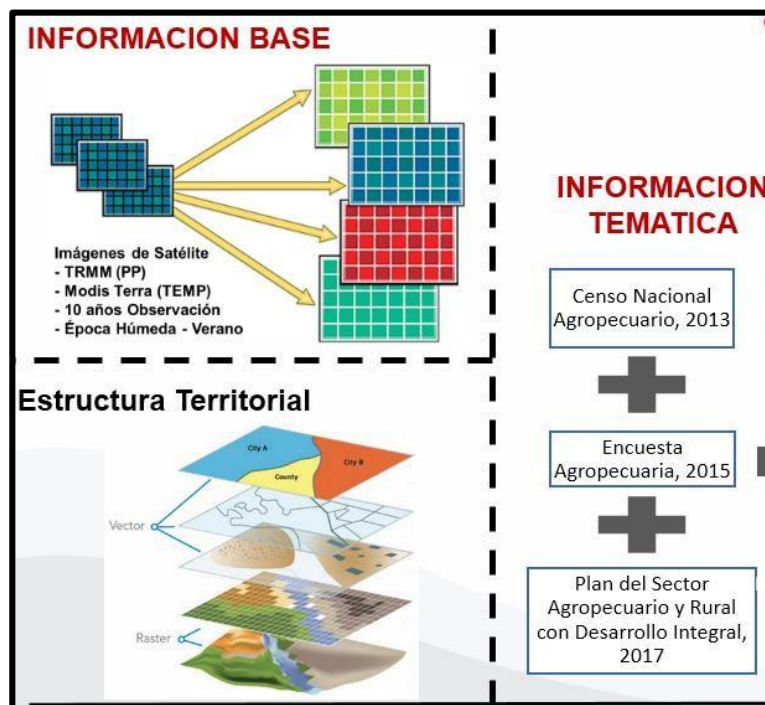 INFORMACION BASE
Imágenes de Satélite
- TRMM (PP)
- Modis Terra (TEMP)
- 10 años Observación
- Época Húmeda - Verano
Estructura Territorial
City A
City B
County
Vector
Raster
INFORMACION
TEMATICA
Censo Nacional
Agropecuario, 2013
Encuesta
Agropecuaria, 2015
Plan del Sector
Agropecuario y Rural
con Desarrollo Integral,
2017